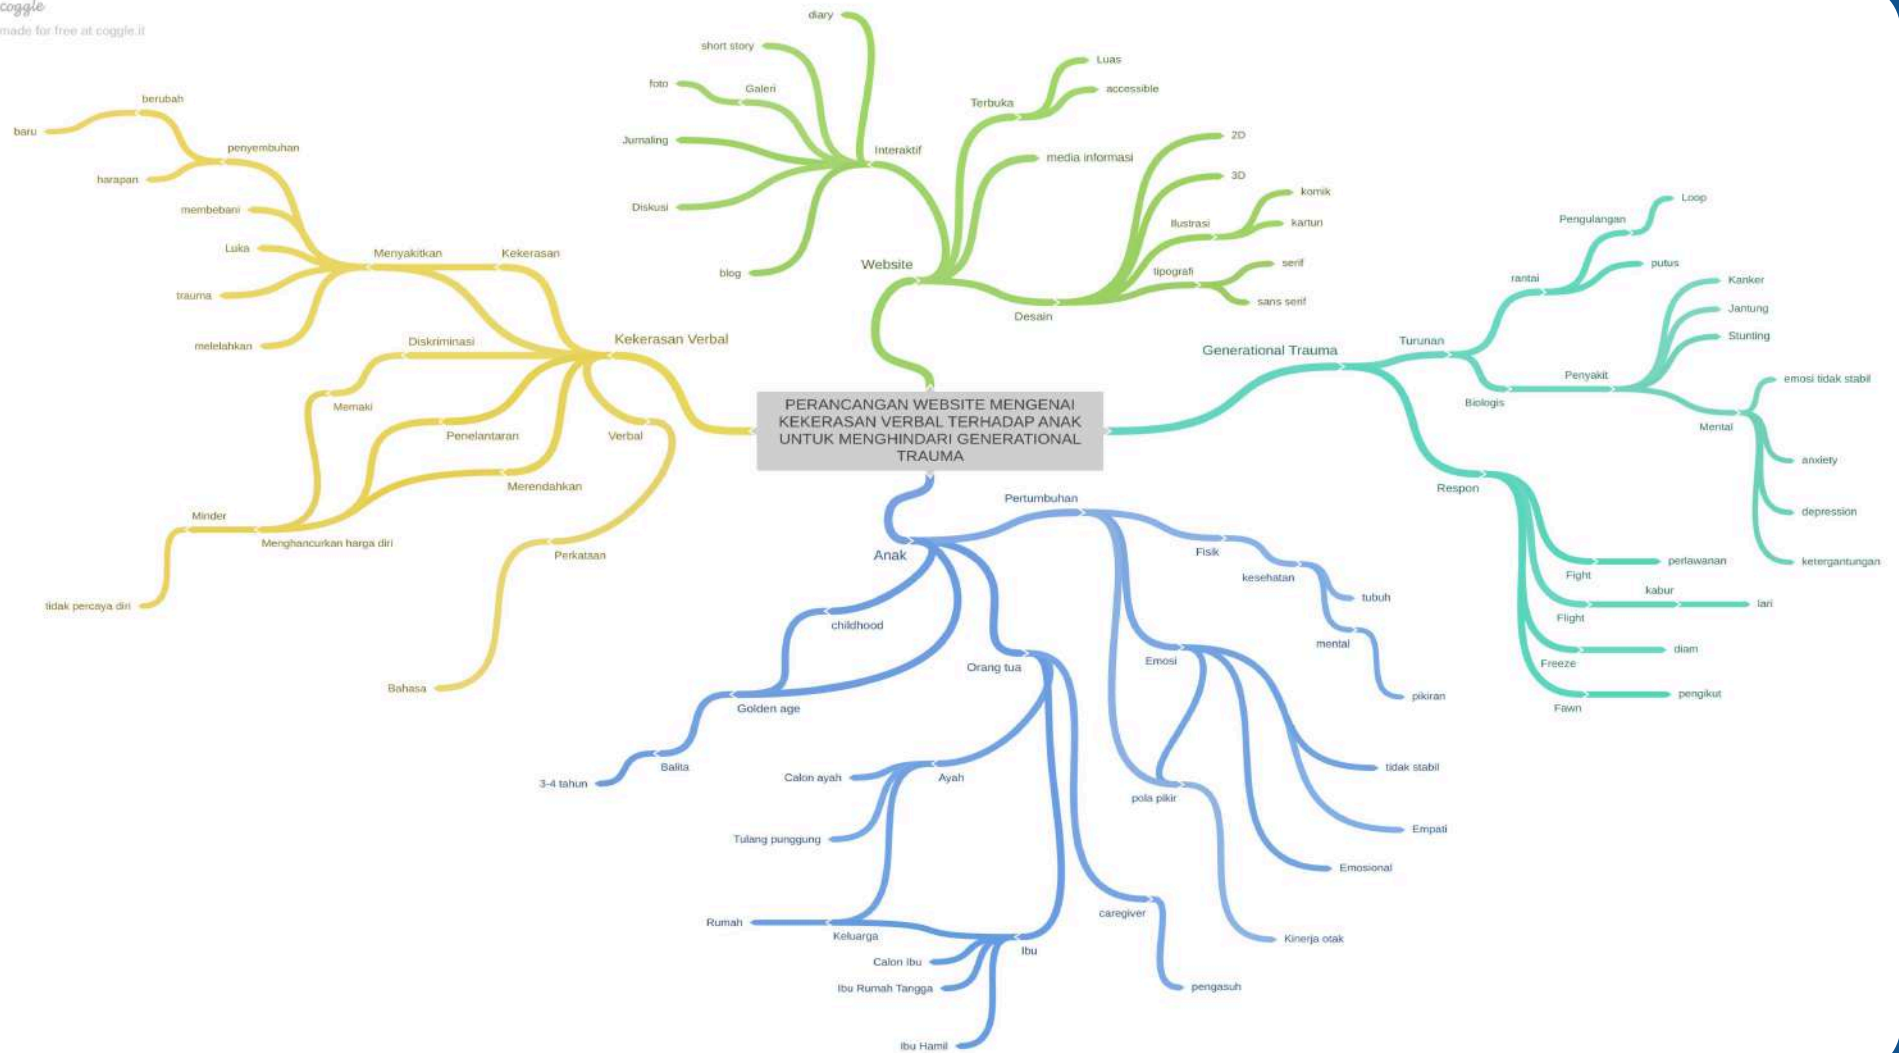 coggle
made for free at coggle.it
PERANCANGAN WEBSITE MENGENAI
KEKERASAN VERBAL TERHADAP ANAK
UNTUK MENGHINDARI GENERATIONAL
TRAUMA
Website
Interaktif
diary
short story
Galeri
foto
Jurnaling
Diskusi
blog
Terbuka
Luas
accessible
media informasi
Desain
2D
3D
Ilustrasi
komik
kartun
tipografi
serif
sans serif
Kekerasan Verbal
Kekerasan
Menyakitkan
penyembuhan
berubah
baru
harapan
membebani
Luka
trauma
melelahkan
Diskriminasi
Memaki
Penelantaran
Merendahkan
Menghancurkan harga diri
Minder
tidak percaya diri
Verbal
Perkataan
Bahasa
Generational Trauma
Turunan
rantai
Pengulangan
Loop
putus
Biologis
Penyakit
Kanker
Jantung
Stunting
Mental
emosi tidak stabil
anxiety
depression
ketergantungan
Respon
Fight
perlawanan
Flight
kabur
lari
Freeze
diam
Fawn
pengikut
Anak
Pertumbuhan
Fisik
kesehatan
tubuh
mental
pikiran
Emosi
tidak stabil
Empati
Emosional
pola pikir
Kinerja otak
childhood
Golden age
Balita
3-4 tahun
Orang tua
Ayah
Calon ayah
Tulang punggung
Keluarga
Rumah
Ibu
Calon Ibu
Ibu Rumah Tangga
Ibu Hamil
caregiver
pengasuh